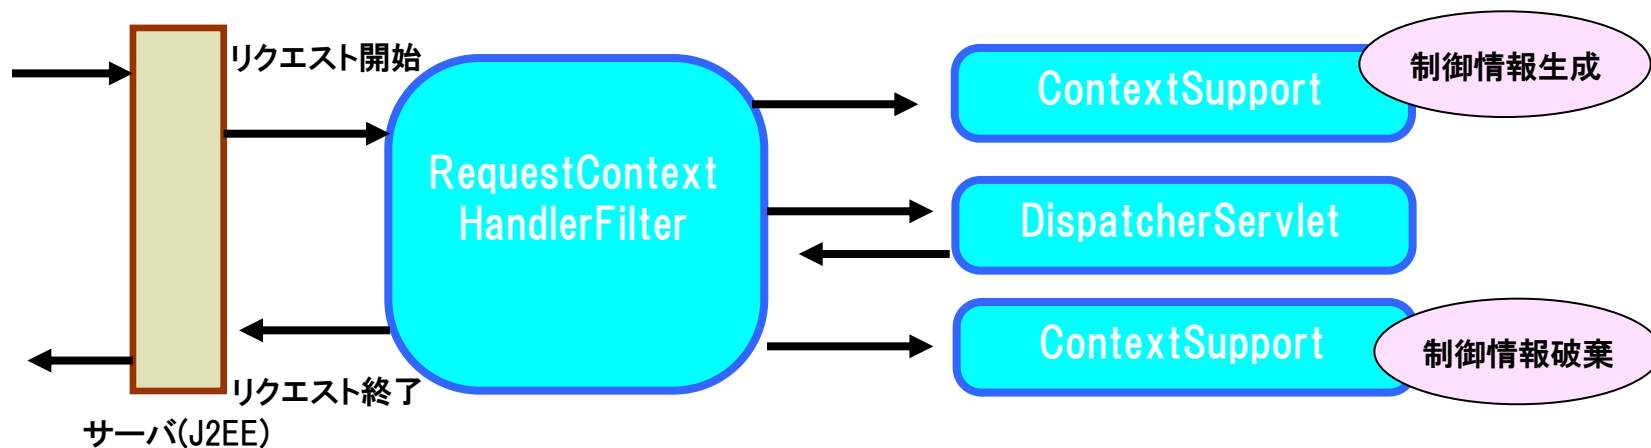 リクエスト開始
ContextSupport
制御情報生成
RequestContext
HandlerFilter
DispatcherServlet
ContextSupport
制御情報破棄
リクエスト終了
サーバ(J2EE)